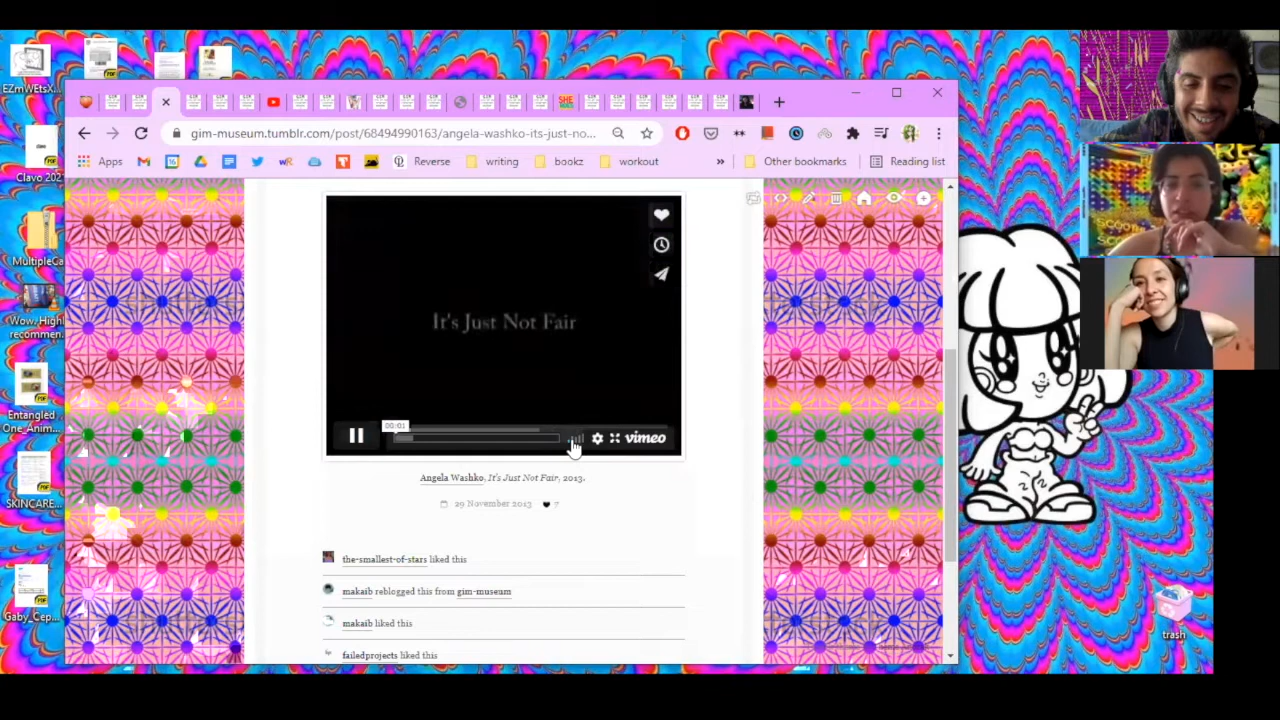 EZmWEtsX...
Clavo 202
MultipleCa
Wow. Highl
recommen...
Entangled
One_Anim...
SKINCARE...
Gaby_Cep...
gim-museum.tumblr.com/post/68494990163/angela-washko-its-just-no...
Apps
Reverse
writing
bookz
workout
»
Other bookmarks
Reading list
It's Just Not Fair
00:01
vimeo
Angela Washko, It's Just Not Fair, 2013.
29 November 2013 7
the-smallest-of-stars liked this
makaib reblogged this from gim-museum
makaib liked this
failedprojects liked this
trash